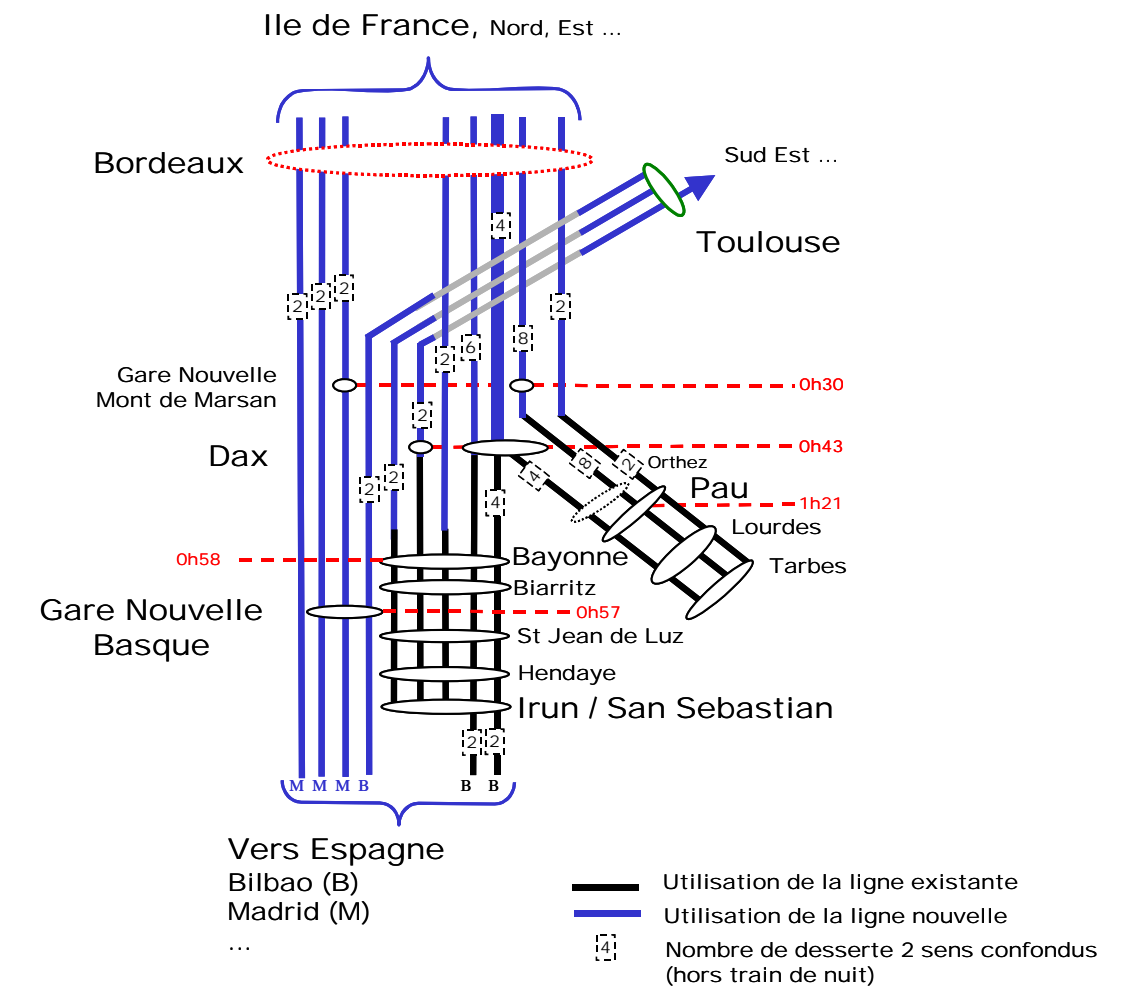 Ile de France, Nord, Est ...
Bordeaux
Sud Est ...
Toulouse
4
2
2
2
2
8
6
2
Gare Nouvelle
Mont de Marsan
0h30
2
Dax
0h43
Orthez
4
8
2
2
2
Pau
4
1h21
Lourdes
0h58
Bayonne
Tarbes
Biarritz
Gare Nouvelle
Basque
0h57
St Jean de Luz
Hendaye
Irun / San Sebastian
2
2
M M M B B B
Vers Espagne
Bilbao (B)
Madrid (M)
...
Utilisation de la ligne existante
Utilisation de la ligne nouvelle
4
Nombre de desserte 2 sens confondus
(hors train de nuit)